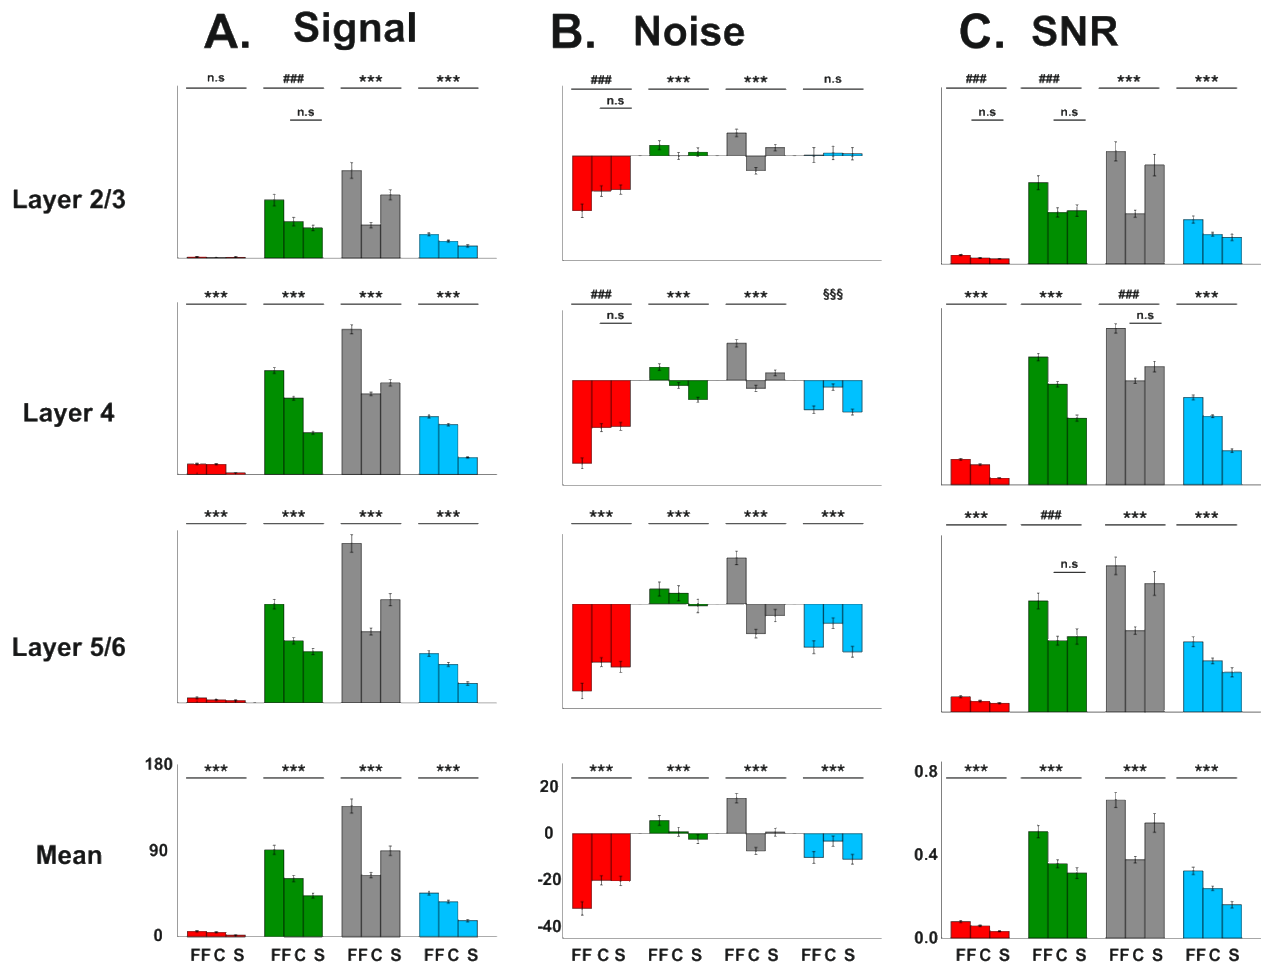 A. Signal B. Noise C. SNR
n.s ### *** *** ### *** *** n.s ### ### *** ***
n.s n.s n.s n.s
Layer 2/3
*** *** *** *** ### *** *** §§§ *** *** ### ***
n.s n.s
Layer 4
*** *** *** *** *** *** *** *** *** ### *** ***
n.s
Layer 5/6
180 *** *** *** *** *** *** *** *** 0.8 *** *** *** ***
20
90 0 0.4
Mean
-20
0 -40 0.0
FF C S FF C S FF C S FF C S FF C S FF C S FF C S FF C S FF C S FF C S FF C S FF C S